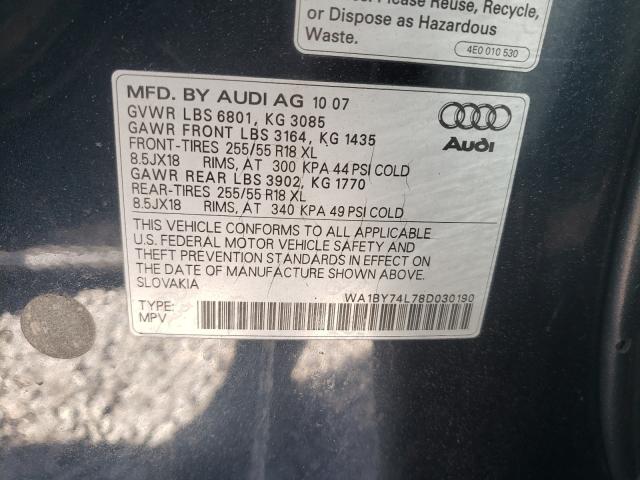 Please Reuse, Recycle,
or Dispose as Hazardous
Waste.
4E0 010 530
MFD. BY AUDI AG 10 07
GVWR LBS 6801, KG 3085
GAWR FRONT LBS 3164, KG 1435
FRONT-TIRES 255/55 R18 XL
8.5JX18 RIMS, AT 300 KPA 44 PSI COLD
GAWR REAR LBS 3902, KG 1770
REAR-TIRES 255/55 R18 XL
8.5JX18 RIMS, AT 340 KPA 49 PSI COLD
Audi
THIS VEHICLE CONFORMS TO ALL APPLICABLE
U.S. FEDERAL MOTOR VEHICLE SAFETY AND
THEFT PREVENTION STANDARDS IN EFFECT ON
THE DATE OF MANUFACTURE SHOWN ABOVE.
SLOVAKIA
WA1BY74L78D030190
TYPE:
MPV